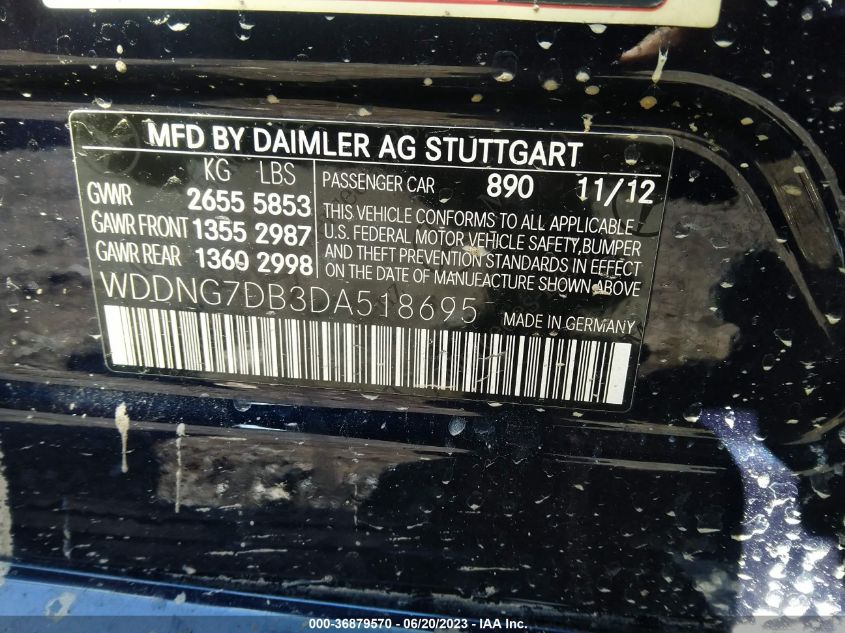 MFD BY DAIMLER AG STUTTGART
KG LBS
GVWR 2655 5853
GAWR FRONT 1355 2987
GAWR REAR 1360 2998
PASSENGER CAR 890 11/12
THIS VEHICLE CONFORMS TO ALL APPLICABLE
U.S. FEDERAL MOTOR VEHICLE SAFETY, BUMPER
AND THEFT PREVENTION STANDARDS IN EFFECT
ON THE DATE OF MANUFACTURE SHOWN ABOVE
WDDNG7DB3DA518695
MADE IN GERMANY
000-36879570 - 06/20/2023 - © IAA Inc.